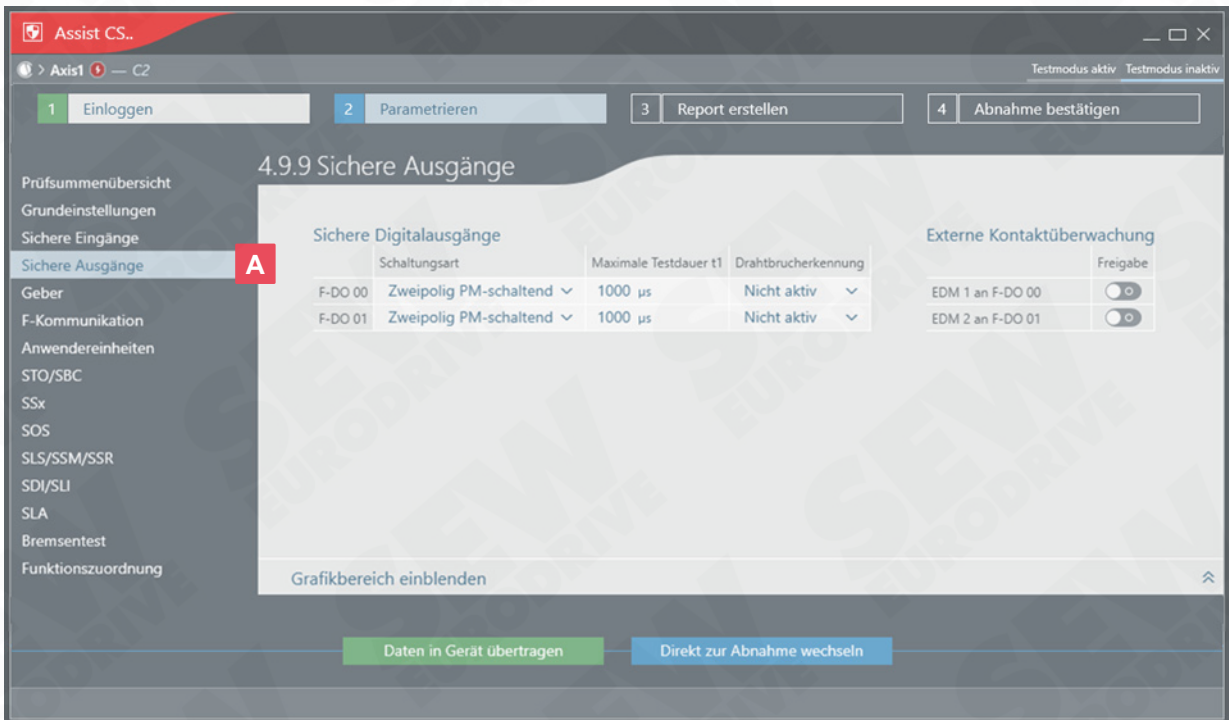 Assist CS..
> Axis1 — C2
Testmodus aktiv Testmodus inaktiv
1 Einloggen
2 Parametrieren
3 Report erstellen
4 Abnahme bestätigen
4.9.9 Sichere Ausgänge
Prüfsummenübersicht
Grundeinstellungen
Sichere Eingänge
Sichere Ausgänge
A
Geber
F-Kommunikation
Anwendereinheiten
STO/SBC
SSx
SOS
SLS/SSM/SSR
SDI/SLI
SLA
Bremsentest
Funktionszuordnung
Sichere Digitalausgänge
Schaltungsart Maximale Testdauer t1 Drahtbrucherkennung
F-DO 00 Zweipolig PM-schaltend 1000 µs Nicht aktiv
F-DO 01 Zweipolig PM-schaltend 1000 µs Nicht aktiv
Externe Kontaktüberwachung
Freigabe
EDM 1 an F-DO 00
EDM 2 an F-DO 01
Grafikbereich einblenden
Daten in Gerät übertragen
Direkt zur Abnahme wechseln
SEW
EURODRIVE